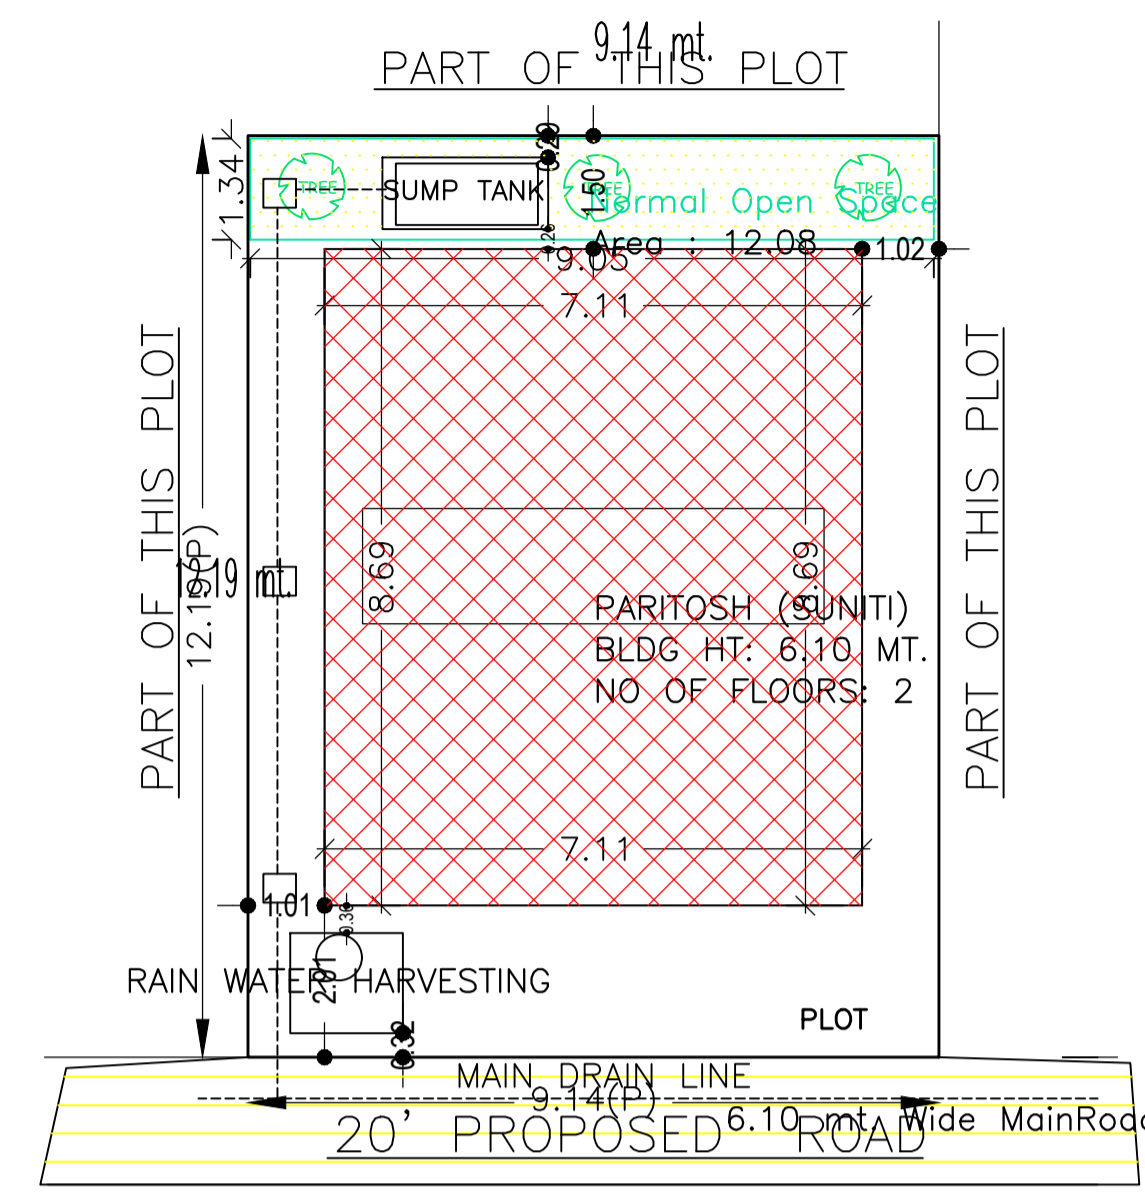 9.14 mt.
PART OF THIS PLOT
0.29
1.34
TREE
SUMP TANK
1.50
TREE
TREE
Normal Open Space
0.26
Area : 12.08
1.02
9.05
7.11
PART OF THIS PLOT
PART OF THIS PLOT
8.69
8.69
12.19 mt.
12.19(P)
PARITOSH (SUNITI)
BLDG HT: 6.10 MT.
NO OF FLOORS: 2
7.11
1.01
0.36
2.01
RAIN WATER HARVESTING
PLOT
0.32
MAIN DRAIN LINE
9.14(P)
6.10 mt. Wide MainRoad
20' PROPOSED ROAD